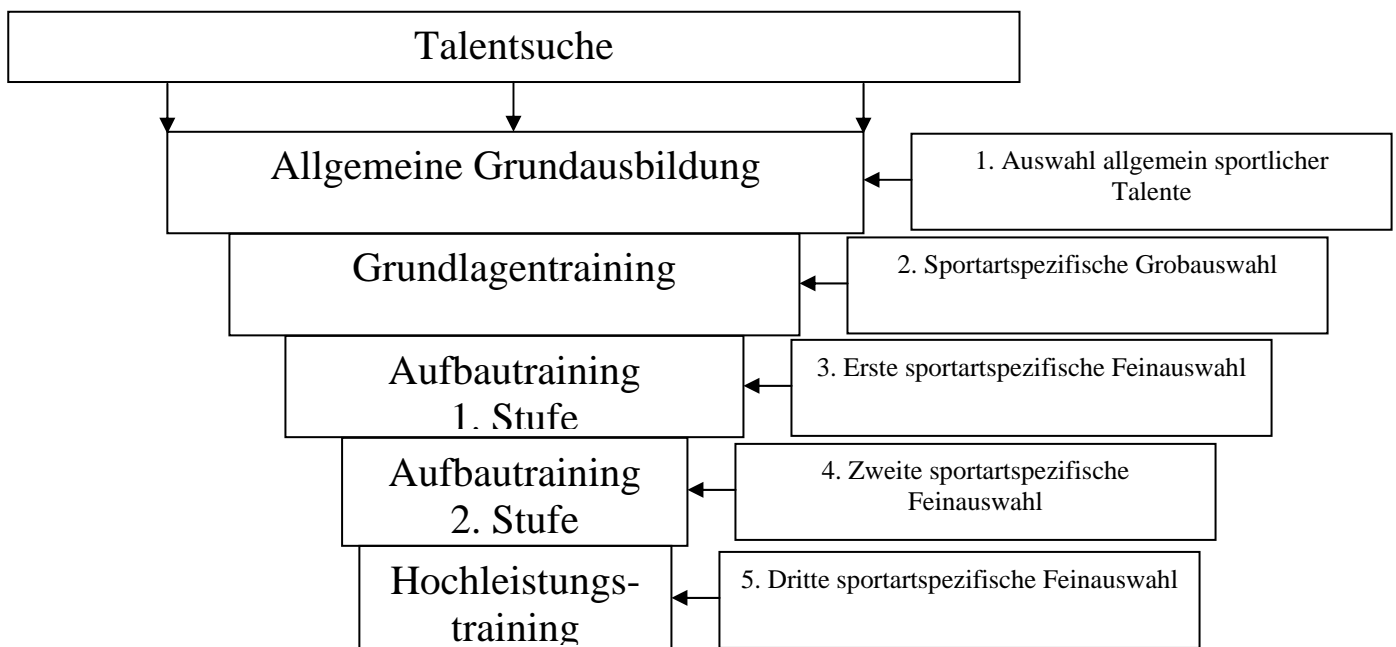 Talentsuche
Allgemeine Grundausbildung
1. Auswahl allgemein sportlicher
Talente
Grundlagentraining
2. Sportartspezifische Grobauswahl
Aufbautraining
1. Stufe
3. Erste sportartspezifische Feinauswahl
Aufbautraining
2. Stufe
4. Zweite sportartspezifische
Feinauswahl
Hochleistungs-
training
5. Dritte sportartspezifische Feinauswahl